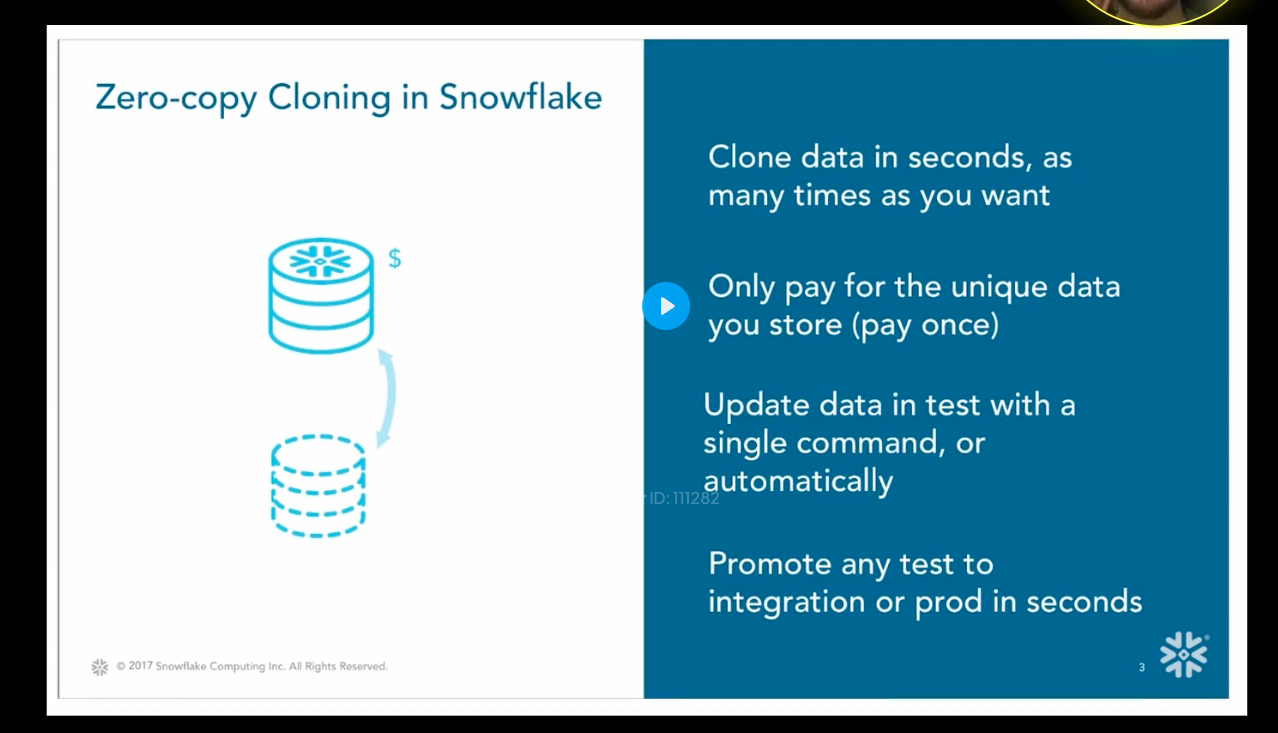 Zero-copy Cloning in Snowflake
$
Clone data in seconds, as
many times as you want
Only pay for the unique data
you store (pay once)
Update data in test with a
single command, or
automatically
ID: 111282
Promote any test to
integration or prod in seconds
© 2017 Snowflake Computing Inc. All Rights Reserved.
3
®